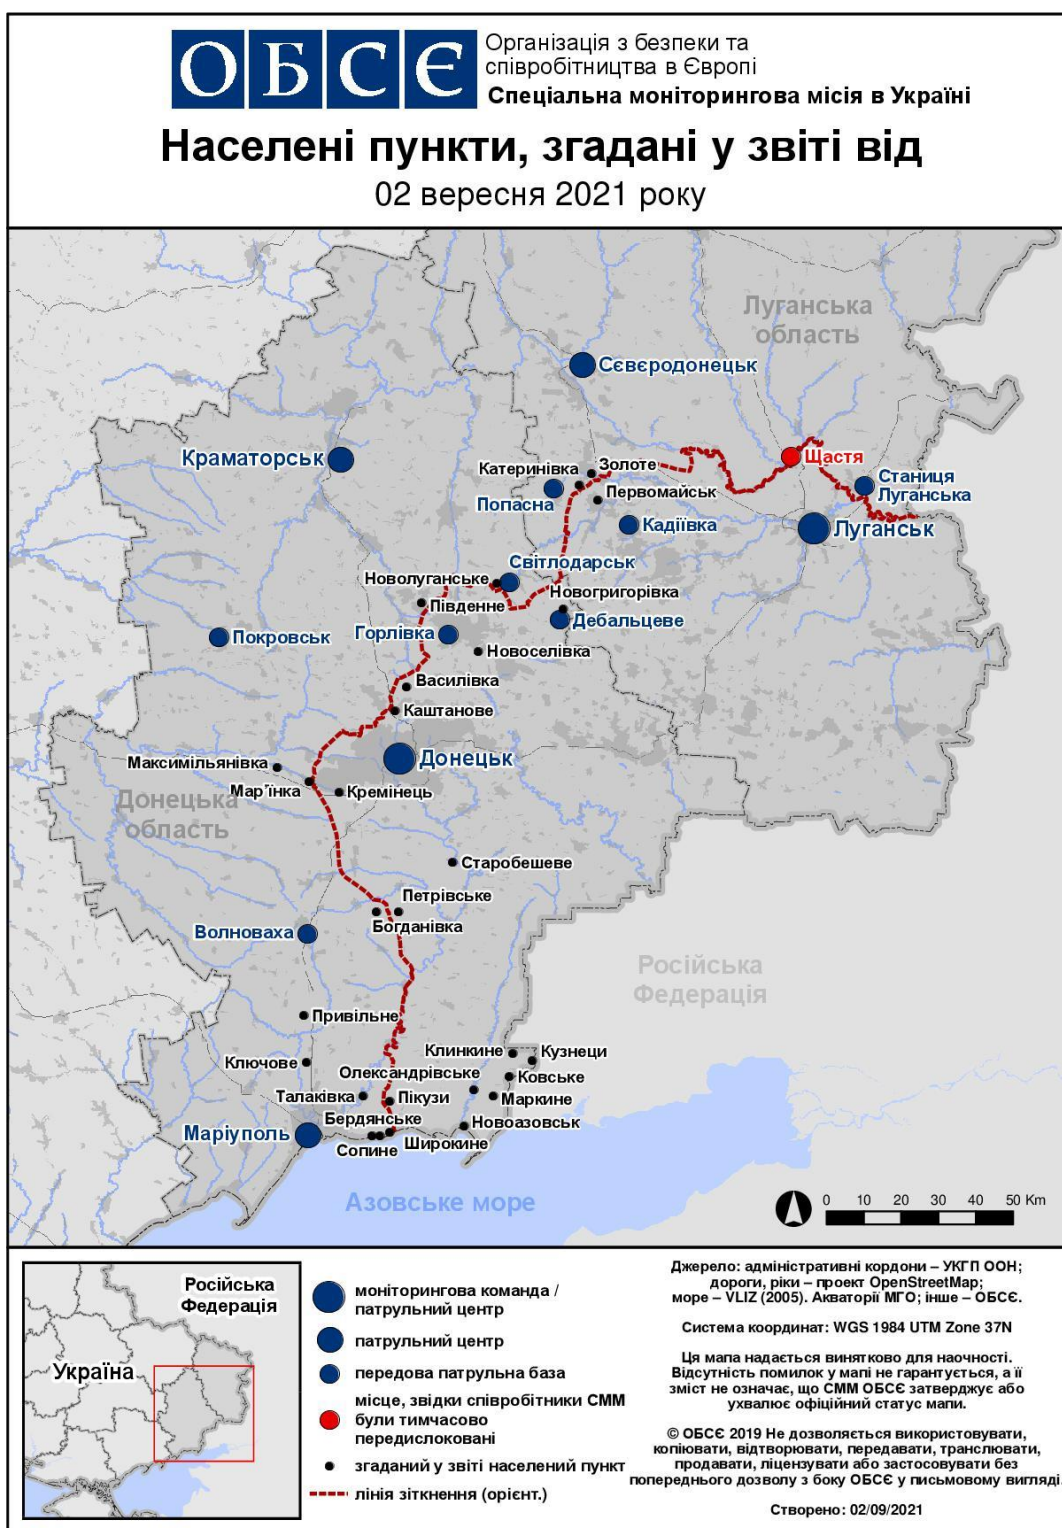 ОБСЄ
Організація з безпеки та
співробітництва в Європі
Спеціальна моніторингова місія в Україні
Населені пункти, згадані у звіті від
02 вересня 2021 року
Луганська
область
Сєвєродонецьк
Краматорськ
Катеринівка
Золоте
Щастя
Попасна
Первомайськ
Станиця
Луганська
Кадіївка
Луганськ
Світлодарськ
Новолуганське
Новогригорівка
Південне
Дебальцеве
Покровськ
Горлівка
Новоселівка
Василівка
Каштанове
Донецьк
Максимільянівка
Мар'їнка
Кремінець
Донецька
область
Старобешеве
Петрівське
Богданівка
Волноваха
Російська
Федерація
Привільне
Клинкине
Кузнеци
Ключове
Олександрівське
Ковське
Талаківка
Пікузи
Маркине
Бердянське
Новоазовськ
Маріуполь
Сопине
Широкине
Азовське море
0 10 20 30 40 50 Km
Російська
Федерація
Україна
моніторингова команда /
патрульний центр
патрульний центр
передова патрульна база
місце, звідки співробітники СММ
були тимчасово
передислоковані
згаданий у звіті населений пункт
лінія зіткнення (орієнт.)
Джерело: адміністративні кордони – УКГП ООН;
дороги, ріки – проект OpenStreetMap;
море – VLIZ (2005). Акваторії МГО; інше – ОБСЄ.
Система координат: WGS 1984 UTM Zone 37N
Ця мапа надається винятково для наочності.
Відсутність помилок у мапі не гарантується, а її
зміст не означає, що СММ ОБСЄ затверджує або
ухвалює офіційний статус мапи.
© ОБСЄ 2019 Не дозволяється використовувати,
копіювати, відтворювати, передавати, транслювати,
продавати, ліцензувати або застосовувати без
попереднього дозволу з боку ОБСЄ у письмовому вигляді.
Створено: 02/09/2021